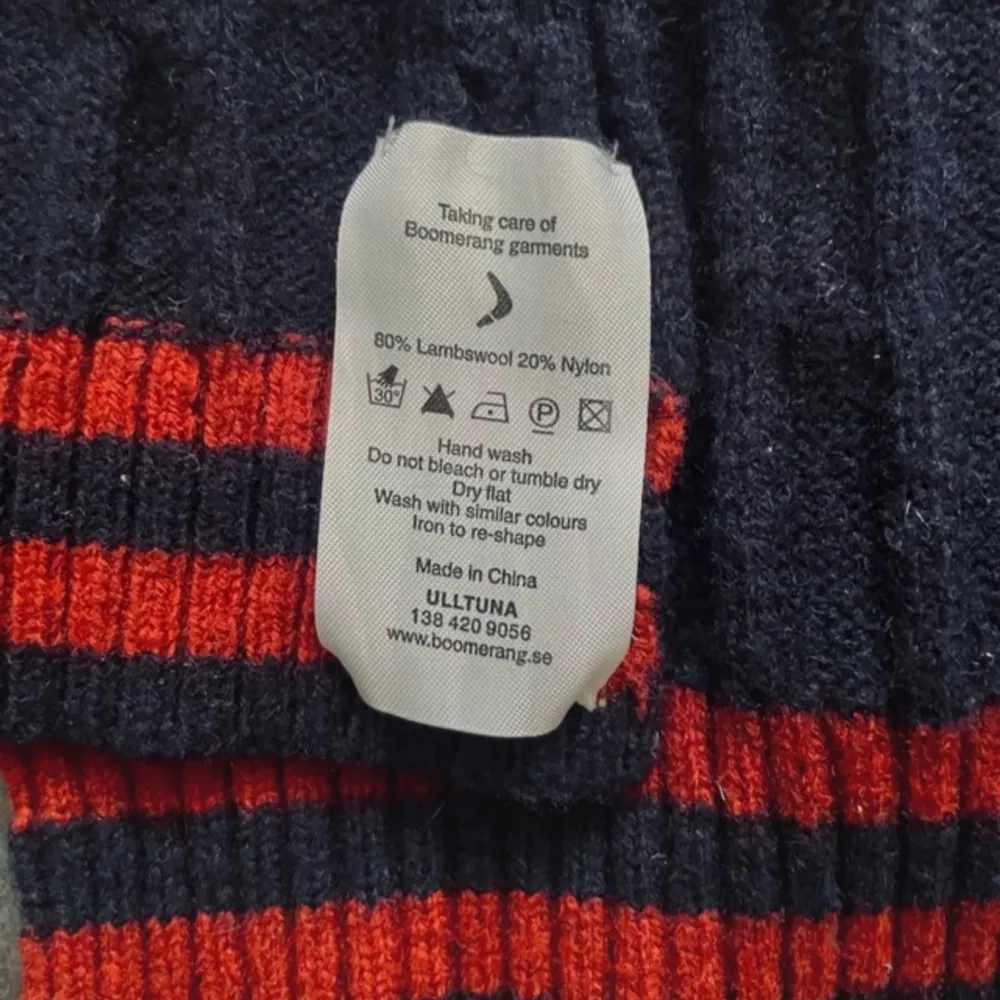 Taking care of
Boomerang garments
80% Lambswool 20% Nylon
30°
P
Hand wash
Do not bleach or tumble dry
Dry flat
Wash with similar colours
Iron to re-shape
Made in China
ULLTUNA
138 420 9056
www.boomerang.se